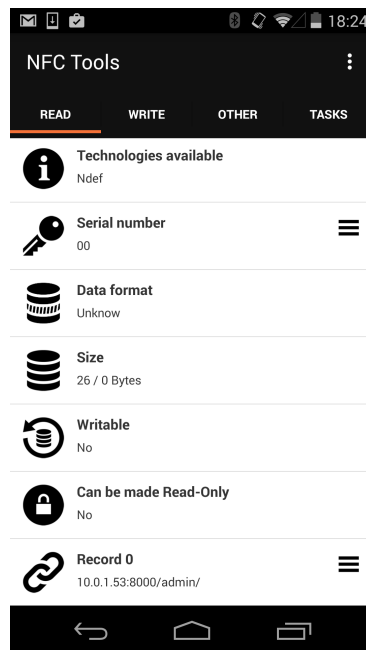 18:24
NFC Tools
READ WRITE OTHER TASKS
Technologies available
Ndef
Serial number
00
Data format
Unknow
Size
26 / 0 Bytes
Writable
No
Can be made Read-Only
No
Record 0
10.0.1.53:8000/admin/